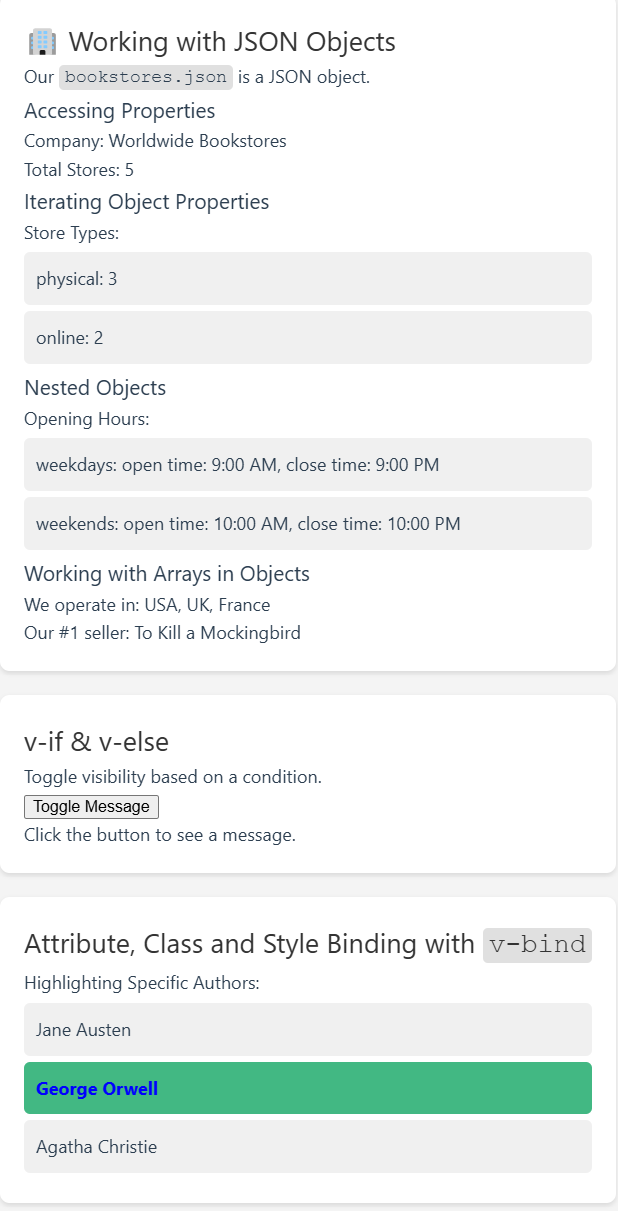 🏢 Working with JSON Objects
Our bookstores.json is a JSON object.
Accessing Properties
Company: Worldwide Bookstores
Total Stores: 5
Iterating Object Properties
Store Types:
physical: 3
online: 2
Nested Objects
Opening Hours:
weekdays: open time: 9:00 AM, close time: 9:00 PM
weekends: open time: 10:00 AM, close time: 10:00 PM
Working with Arrays in Objects
We operate in: USA, UK, France
Our #1 seller: To Kill a Mockingbird
v-if & v-else
Toggle visibility based on a condition.
Toggle Message
Click the button to see a message.
Attribute, Class and Style Binding with v-bind
Highlighting Specific Authors:
Jane Austen
George Orwell
Agatha Christie